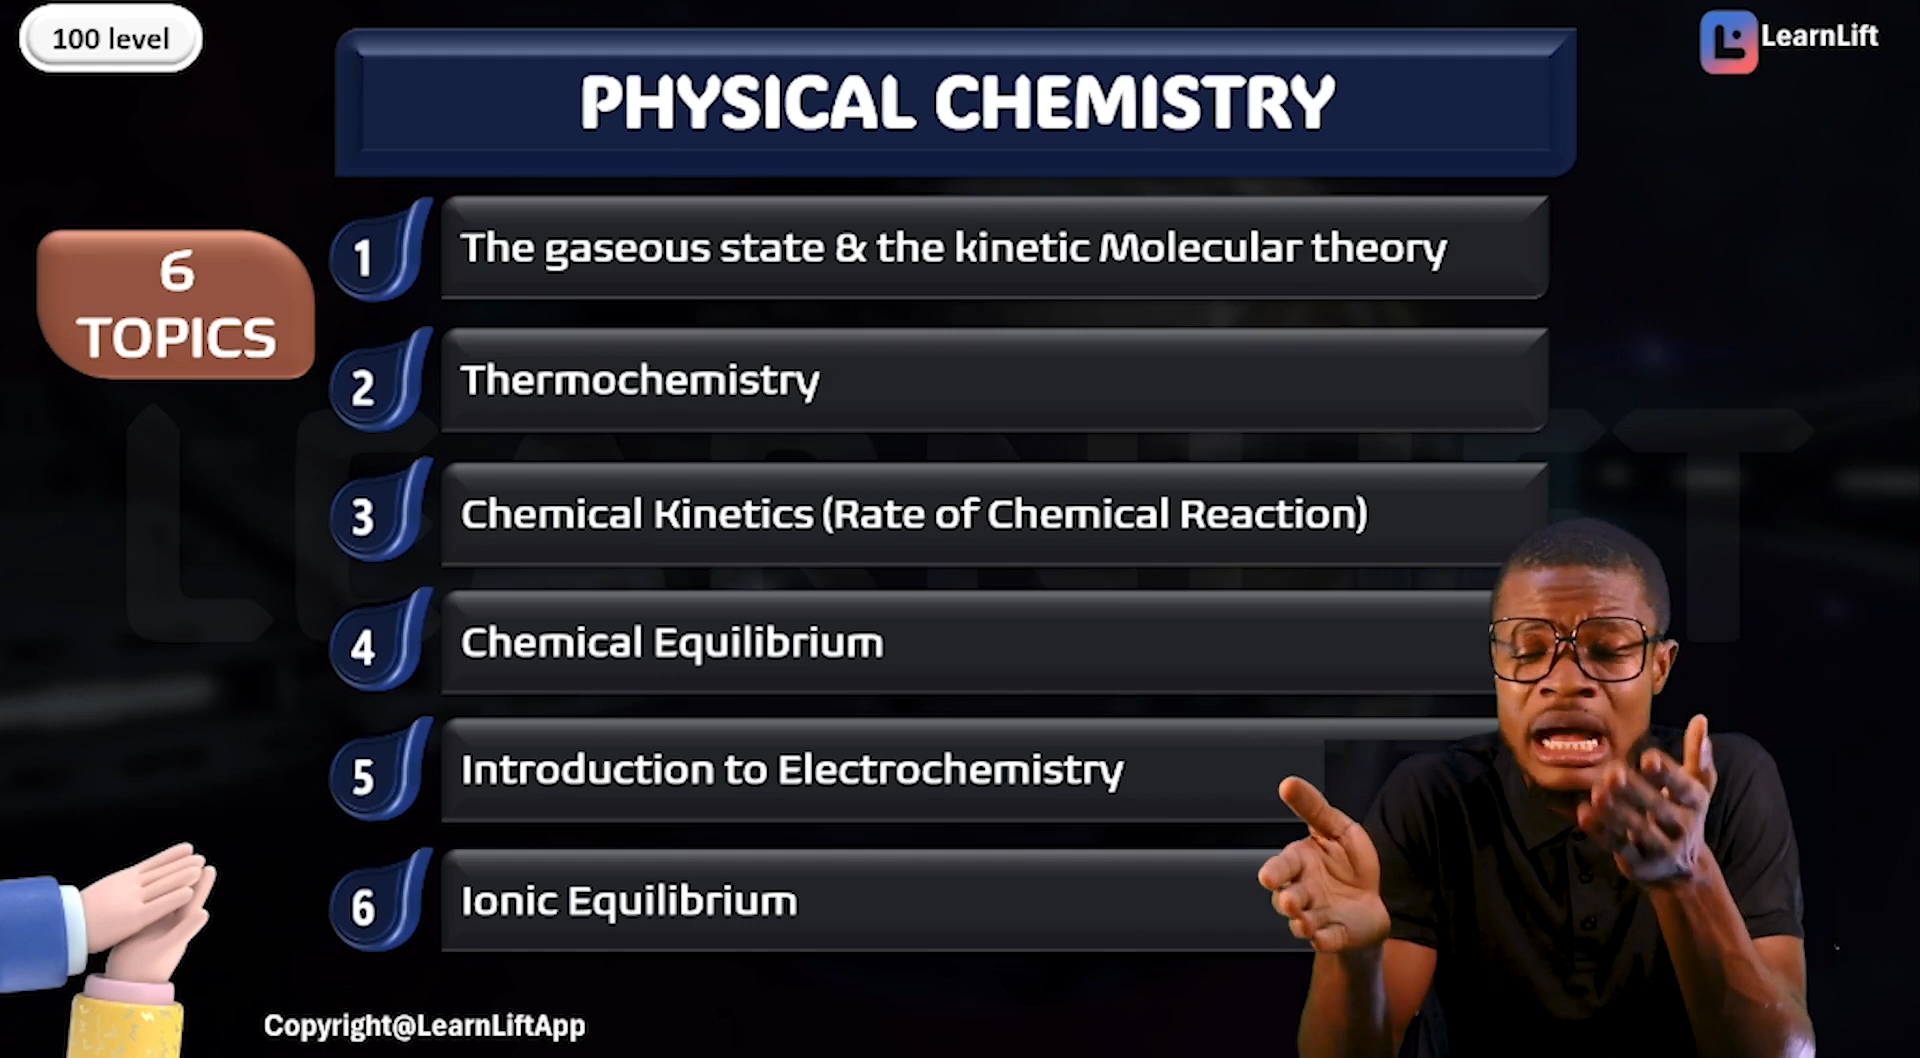 100 level
PHYSICAL CHEMISTRY
LearnLift
6
TOPICS
1 The gaseous state & the kinetic Molecular theory
2 Thermochemistry
3 Chemical Kinetics (Rate of Chemical Reaction)
4 Chemical Equilibrium
5 Introduction to Electrochemistry
6 Ionic Equilibrium
LEARNLIFT
Copyright@LearnLiftApp